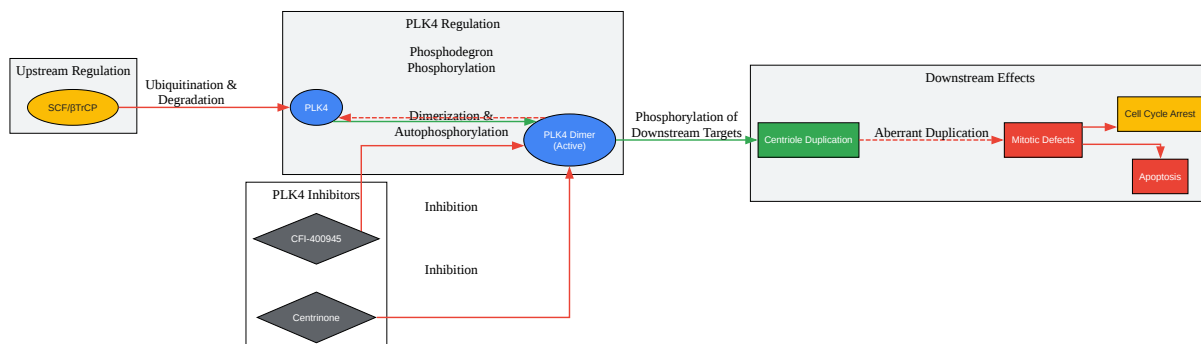 Upstream Regulation
SCF/βTrCP
Ubiquitination &
Degradation
PLK4 Regulation
Phosphodegron
Phosphorylation
PLK4
Dimerization &
Autophosphorylation
PLK4 Dimer
(Active)
PLK4 Inhibitors
CFI-400945
Centrinone
Inhibition
Inhibition
Phosphorylation of
Downstream Targets
Downstream Effects
Centriole Duplication
Aberrant Duplication
Mitotic Defects
Cell Cycle Arrest
Apoptosis